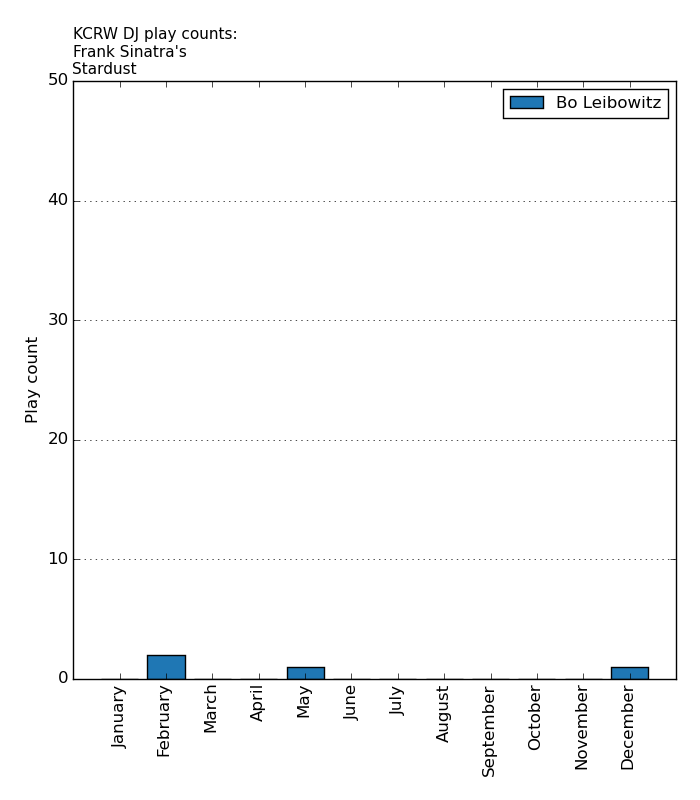 KCRW DJ play counts:
Frank Sinatra's
Stardust
Bo Leibowitz
Play count
50
40
30
20
10
0
January
February
March
April
May
June
July
August
September
October
November
December